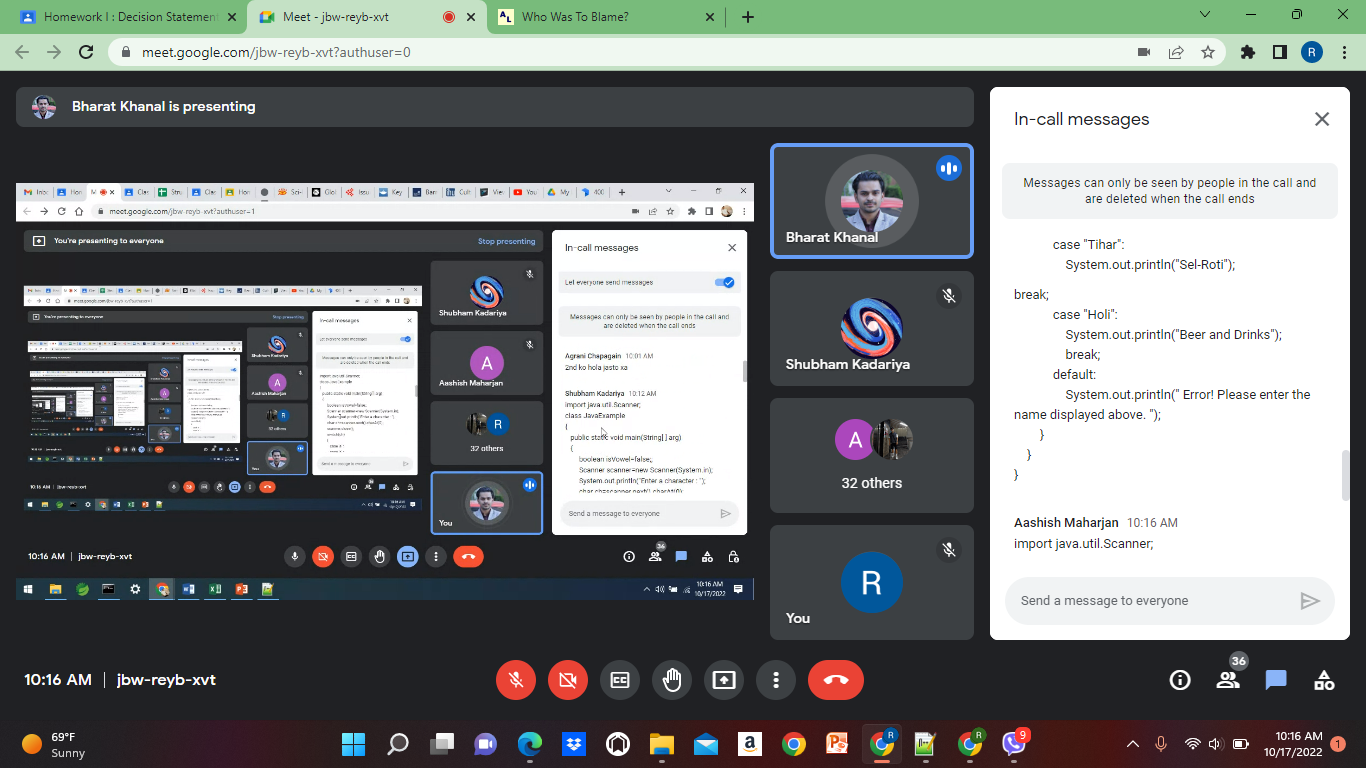 Homework I : Decision Statement
Meet - jbw-reyb-xvt
Who Was To Blame?
meet.google.com/jbw-reyb-xvt?authuser=0
R
Bharat Khanal is presenting
meet.google.com/jbw-reyb-xvt?authuser=1
You're presenting to everyone
Stop presenting
In-call messages
Let everyone send messages
Messages can only be seen by people in the call and
are deleted when the call ends
Agrani Chapagain 10:01 AM
2nd ko hola jasto xa
Shubham Kadariya 10:12 AM
import java.util.Scanner;
class JavaExample
{
public static void main(String[ ] arg)
{
boolean isVowel=false;;
Scanner scanner=new Scanner(System.in);
System.out.println("Enter a character : ");
Send a message to everyone
Shubham Kadariya
A
Aashish Maharjan
R
32 others
You
10:16 AM | jbw-reyb-xvt
36
10:16 AM
10/17/2022
Bharat Khanal
Shubham Kadariya
A
32 others
R
You
In-call messages
Messages can only be seen by people in the call and
are deleted when the call ends
case "Tihar":
System.out.println("Sel-Roti");
break;
case "Holi":
System.out.println("Beer and Drinks");
break;
default:
System.out.println(" Error! Please enter the
name displayed above. ");
}
}
}
Aashish Maharjan 10:16 AM
import java.util.Scanner;
Send a message to everyone
10:16 AM | jbw-reyb-xvt
36
69°F
Sunny
9
10:16 AM
10/17/2022
1